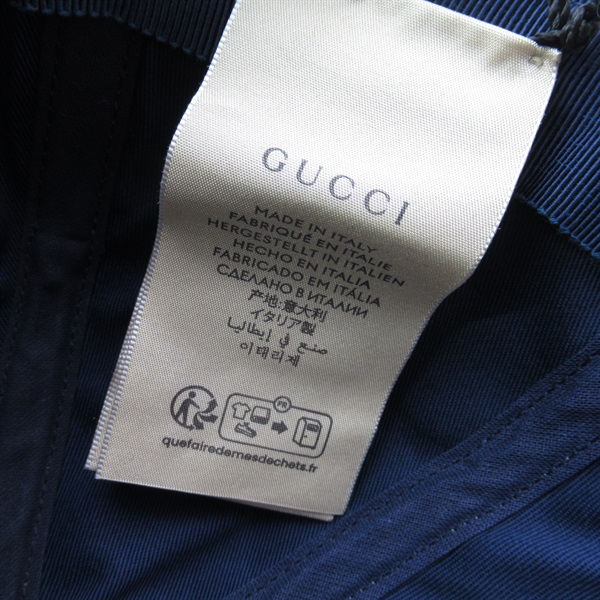 GUCCI
MADE IN ITALY
FABRIQUÉ EN ITALIE
HERGESTELLT IN ITALIEN
HECHO EN ITALIA
FABRICADO EM ITÁLIA
СДЕЛАНО В ИТАЛИИ
产地:意大利
イタリア製
صنع في إيطاليا
이태리제
FR
quefairedemesdechets.fr